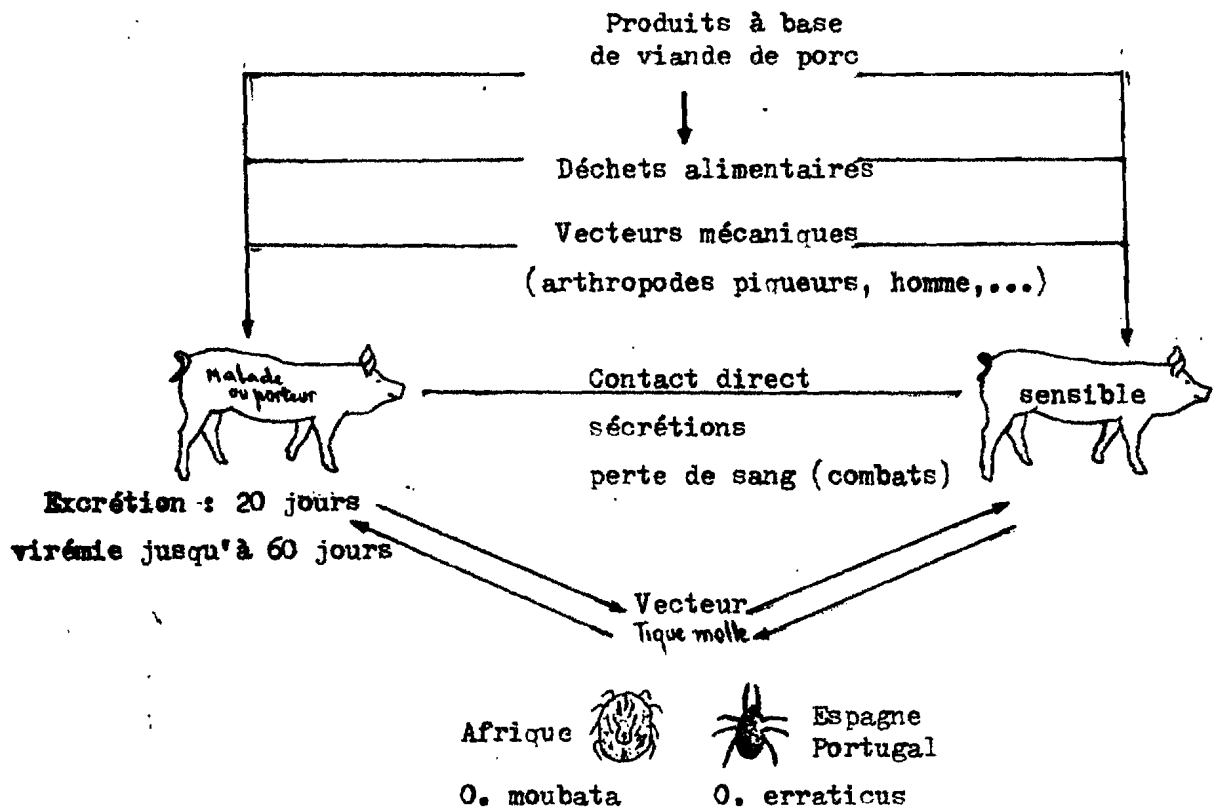 Produits à base
de viande de porc
Déchets alimentaires
Vecteurs mécaniques
(arthropodes piqueurs, homme,...)
Malade
ou porteur
Contact direct
sensible
sécrétions
perte de sang (combats)
Excrétion : 20 jours
virémie jusqu'à 60 jours
Vecteur
Tique molle
Afrique
Espagne
Portugal
O. moubata
O. erraticus